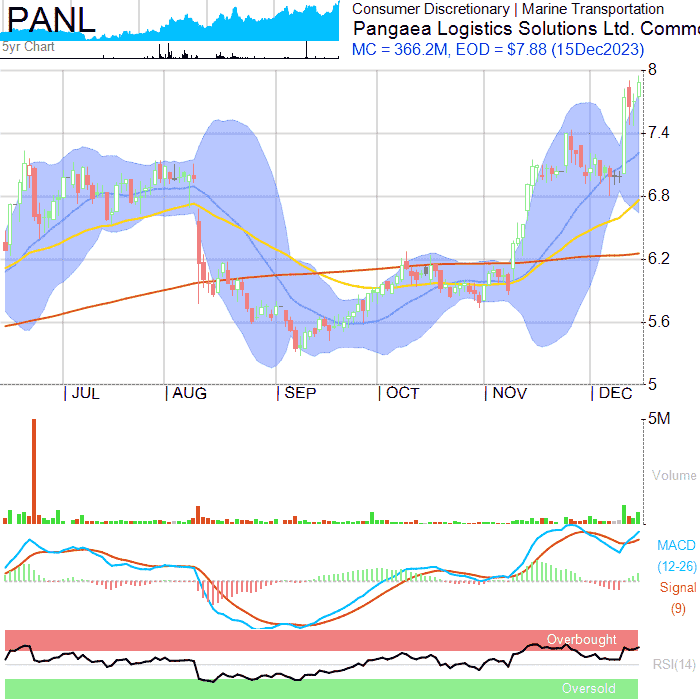 PANL
5yr Chart
Consumer Discretionary | Marine Transportation
Pangaea Logistics Solutions Ltd. Commo
MC = 366.2M, EOD = $7.88 (15Dec2023)
8
7.4
6.8
6.2
5.6
5
JUL
AUG
SEP
OCT
NOV
DEC
5M
Volume
MACD
(12-26)
Signal
(9)
Overbought
RSI(14)
Oversold